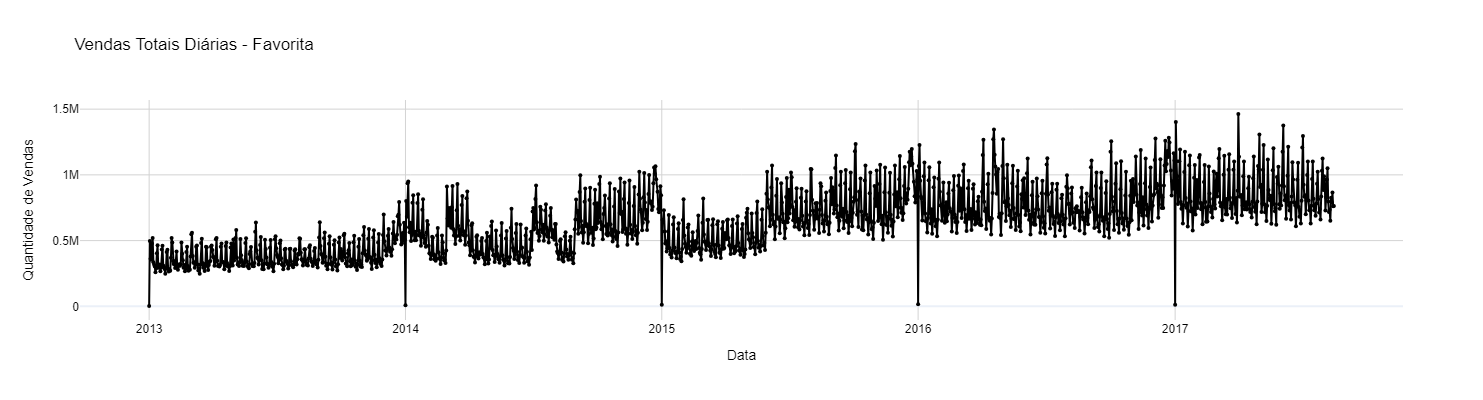 Vendas Totais Diárias - Favorita
1.5M
1M
0.5M
0
Quantidade de Vendas
2013 2014 2015 2016 2017
Data